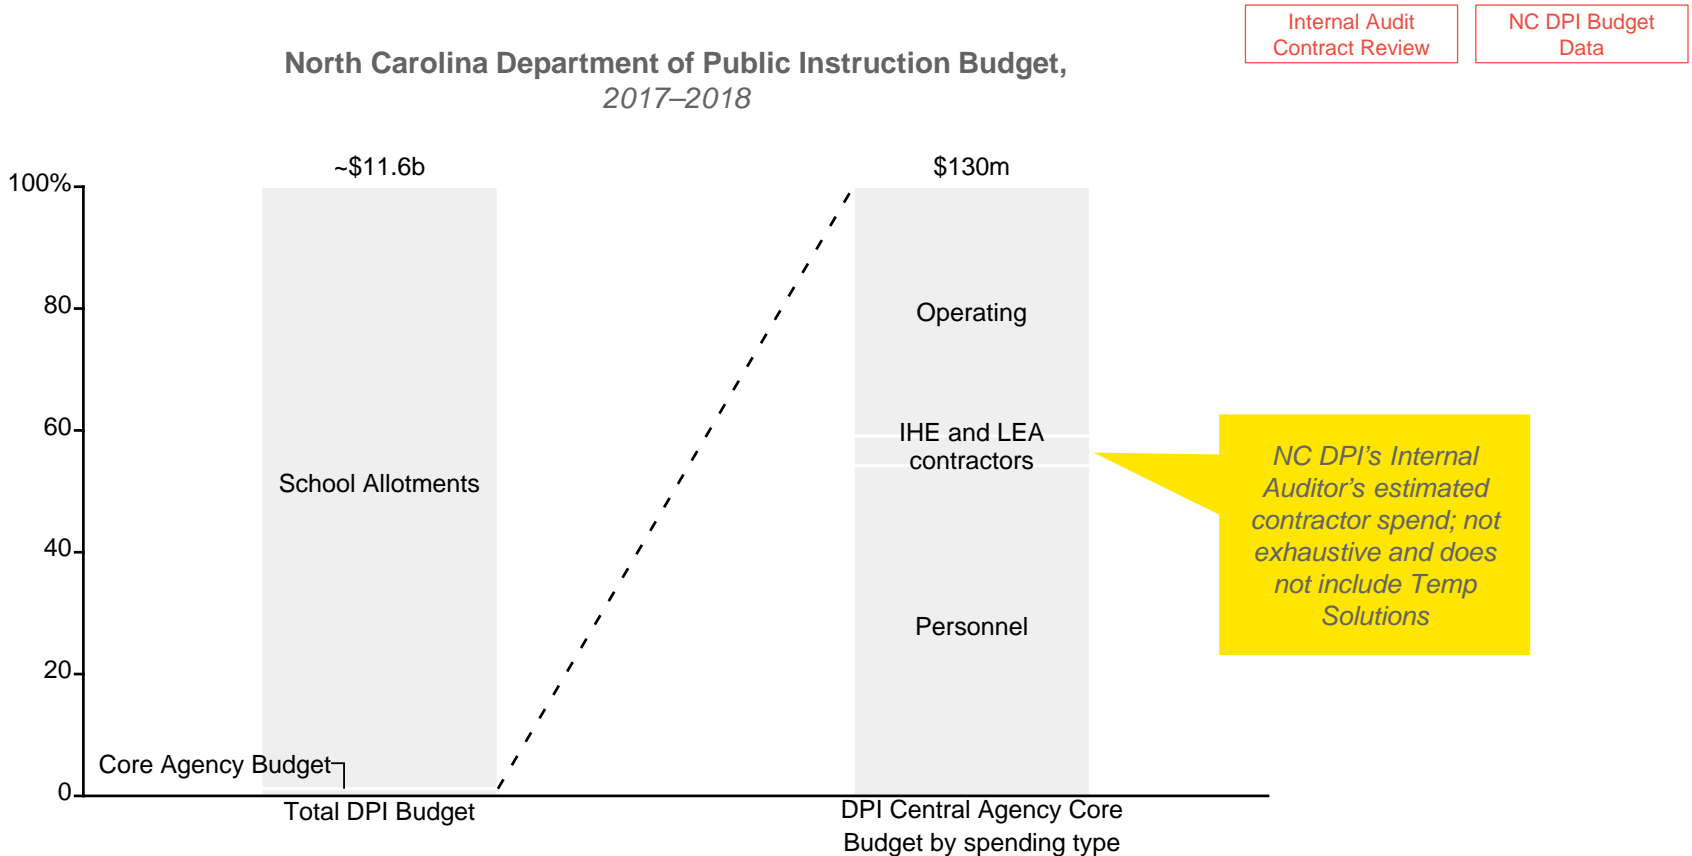 Internal Audit
Contract Review
NC DPI Budget
Data
North Carolina Department of Public Instruction Budget,
2017–2018
~$11.6b
$130m
100%
80
60
40
20
0
School Allotments
Core Agency Budget
Operating
IHE and LEA
contractors
Personnel
NC DPI’s Internal
Auditor’s estimated
contractor spend; not
exhaustive and does
not include Temp
Solutions
Total DPI Budget
DPI Central Agency Core
Budget by spending type